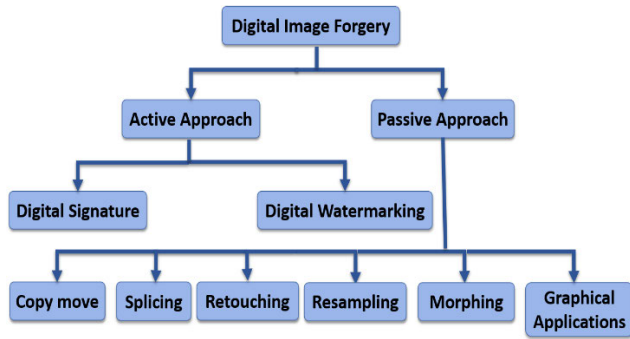 Digital Image Forgery
Active Approach
Passive Approach
Digital Signature
Digital Watermarking
Copy move
Splicing
Retouching
Resampling
Morphing
Graphical
Applications